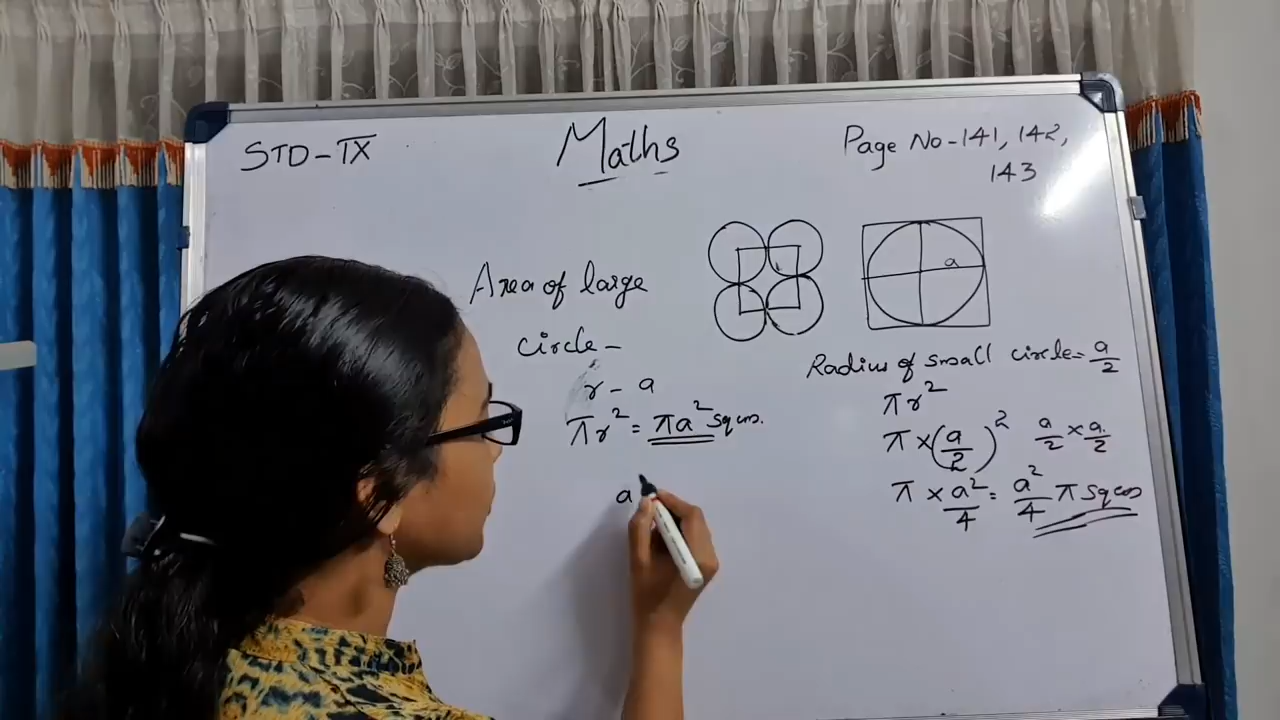 STD-IX
Maths
Page No-141, 142,
143
Area of large
circle-
r - a
πr² = πa² sq cm.
a
a
Radius of small circle = a/2
πr²
π × (a/2)² a/2 × a/2
π × a²/4 = a²/4 π sq cm